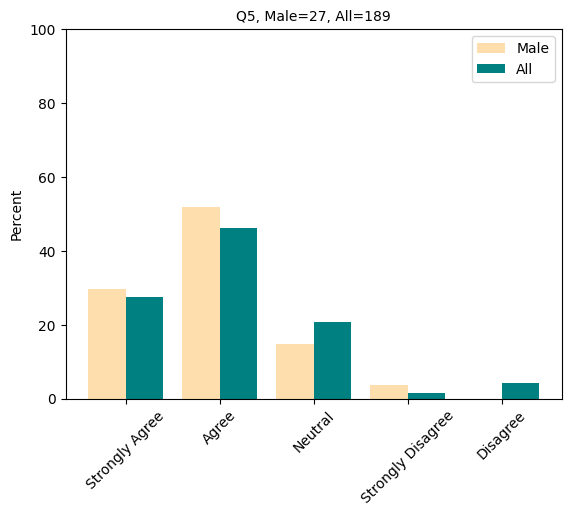 Q5, Male=27, All=189
Male
All
Percent
100
80
60
40
20
0
Strongly Agree
Agree
Neutral
Strongly Disagree
Disagree